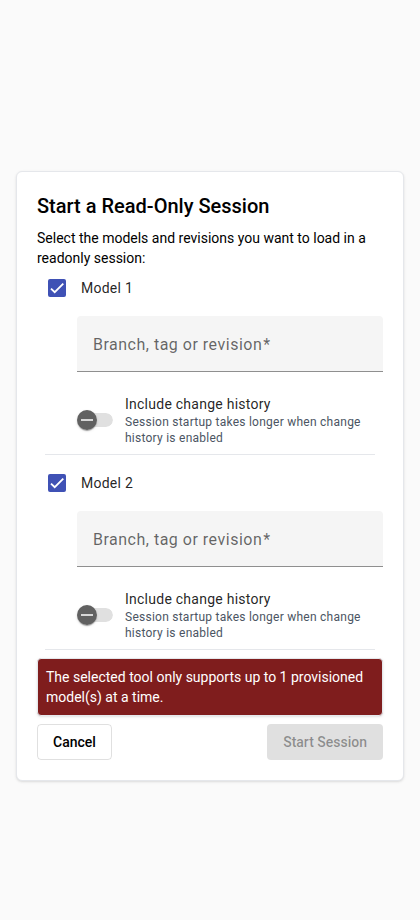 Start a Read-Only Session
Select the models and revisions you want to load in a
readonly session:
Model 1
Branch, tag or revision*
Include change history
Session startup takes longer when change
history is enabled
Model 2
Branch, tag or revision*
Include change history
Session startup takes longer when change
history is enabled
The selected tool only supports up to 1 provisioned
model(s) at a time.
Cancel
Start Session